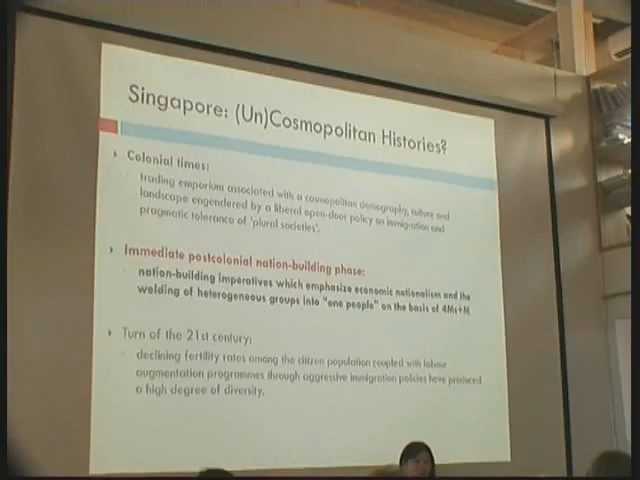 Singapore: (Un)Cosmopolitan Histories?
Colonial times:
trading emporium associated with a cosmopolitan demography, culture and
landscape engendered by a liberal open-door policy on immigration and
pragmatic tolerance of 'plural societies'.
Immediate postcolonial nation-building phase:
nation-building imperatives which emphasize economic nationalism and the
welding of heterogeneous groups into "one people" on the basis of 4Ms+M
Turn of the 21st century:
declining fertility rates among the citizen population coupled with labour
augmentation programmes through aggressive immigration policies have produced
a high degree of diversity.